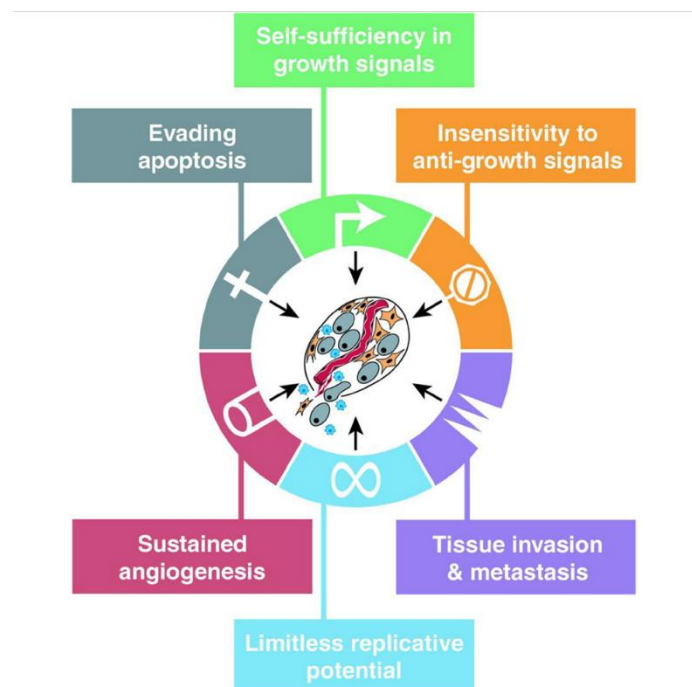 Self-sufficiency in
growth signals
Evading
apoptosis
Insensitivity to
anti-growth signals
Sustained
angiogenesis
Tissue invasion
& metastasis
Limitless replicative
potential